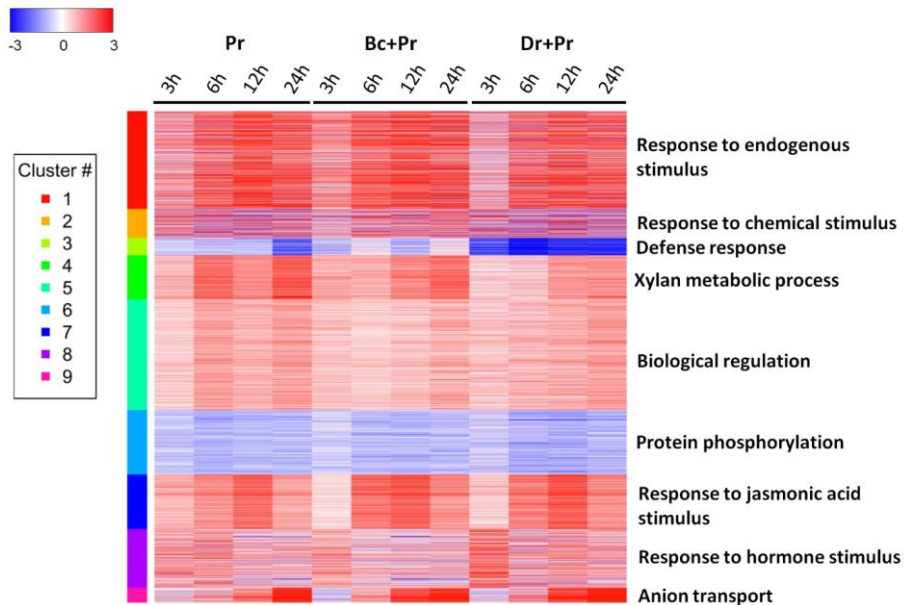 -3 0 3
Pr Bc+Pr Dr+Pr
3h 6h 12h 24h 3h 6h 12h 24h 3h 6h 12h 24h
Cluster #
1
2
3
4
5
6
7
8
9
Response to endogenous
stimulus
Response to chemical stimulus
Defense response
Xylan metabolic process
Biological regulation
Protein phosphorylation
Response to jasmonic acid
stimulus
Response to hormone stimulus
Anion transport